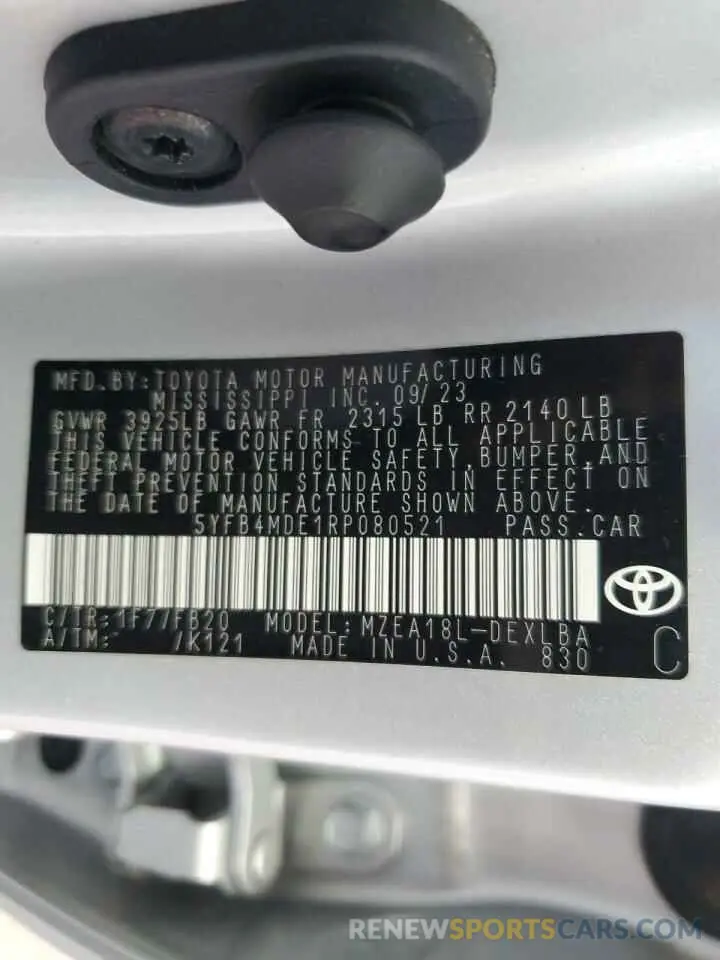 MFD. BY: TOYOTA MOTOR MANUFACTURING
MISSISSIPPI INC. 09/23
GVWR 3925LB GAWR FR 2315 LB RR 2140 LB
THIS VEHICLE CONFORMS TO ALL APPLICABLE
FEDERAL MOTOR VEHICLE SAFETY, BUMPER, AND
THEFT PREVENTION STANDARDS IN EFFECT ON
THE DATE OF MANUFACTURE SHOWN ABOVE.
5YFB4MDE1RP080521 PASS. CAR
C/TR: 1F77/FB20 MODEL: MZEA18L-DEXLBA
A/TM: /K121 MADE IN U.S.A. 830
C
RENEWSPORTSCARS.COM